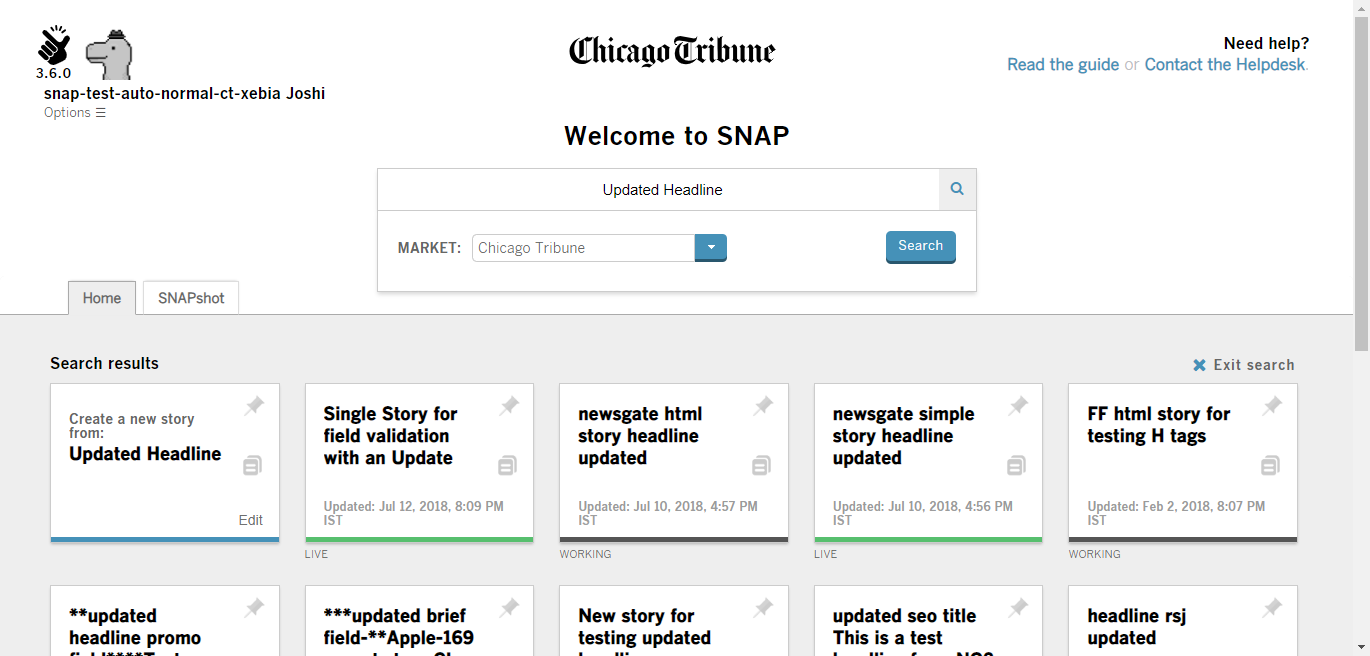 3.6.0
Chicago Tribune
Need help?
Read the guide or Contact the Helpdesk.
snap-test-auto-normal-ct-xebia Joshi
Options ☰
Welcome to SNAP
Updated Headline
MARKET: Chicago Tribune
Search
Home
SNAPshot
Search results
Exit search
Create a new story
from:
Updated Headline
Edit
Single Story for
field validation
with an Update
Updated: Jul 12, 2018, 8:09 PM
IST
LIVE
newsgate html
story headline
updated
Updated: Jul 10, 2018, 4:57 PM
IST
WORKING
newsgate simple
story headline
updated
Updated: Jul 10, 2018, 4:56 PM
IST
LIVE
FF html story for
testing H tags
Updated: Feb 2, 2018, 8:07 PM
IST
WORKING
**updated
headline promo
***updated brief
field-**Apple-169
New story for
testing updated
updated seo title
This is a test
headline rsj
updated